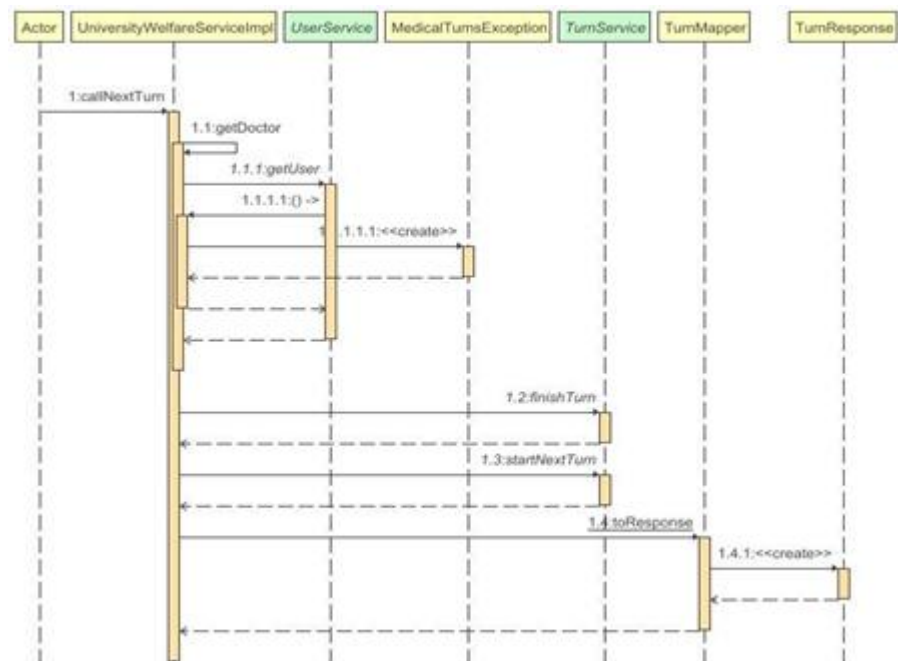 Actor
UniversityWelfareServiceImpl
UserService
MedicalTurnsException
TurnService
TurnMapper
TurnResponse
1:callNextTurn
1.1:getDoctor
1.1.1:getUser
1.1.1.1:() ->
1.1.1.1:<<create>>
1.2:finishTurn
1.3:startNextTurn
1.4:toResponse
1.4.1:<<create>>